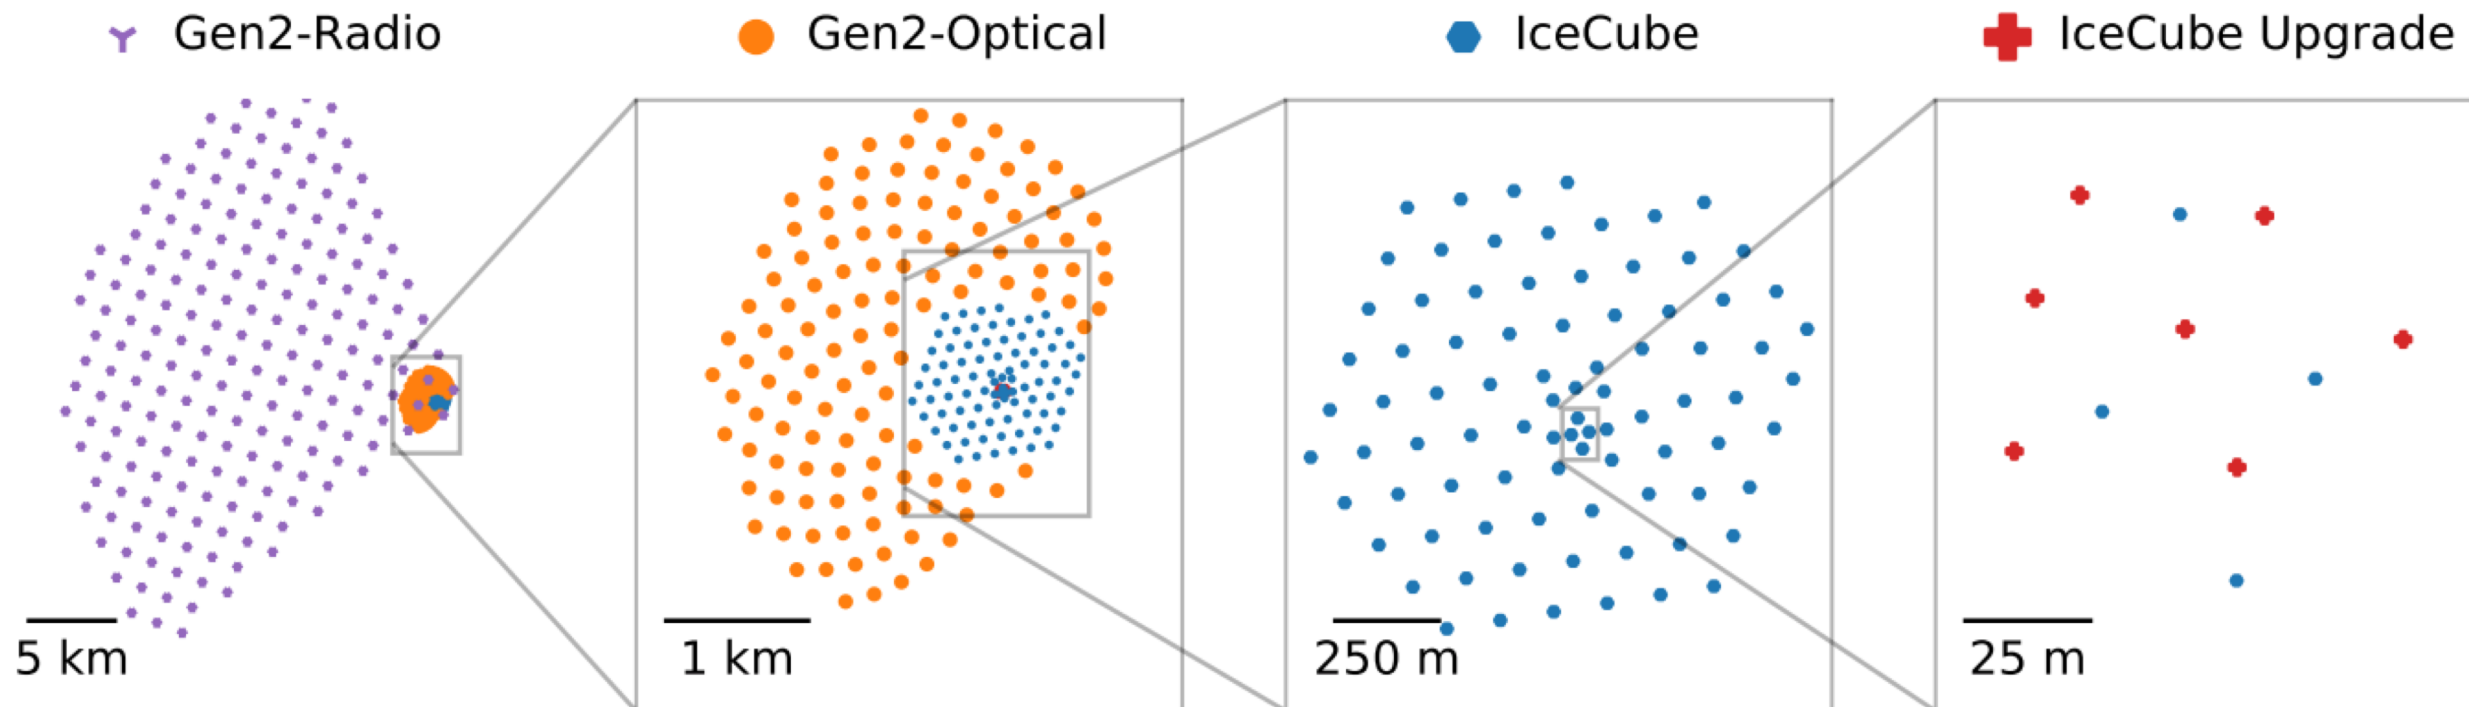 Gen2-Radio
Gen2-Optical
IceCube
IceCube Upgrade
5 km
1 km
250 m
25 m